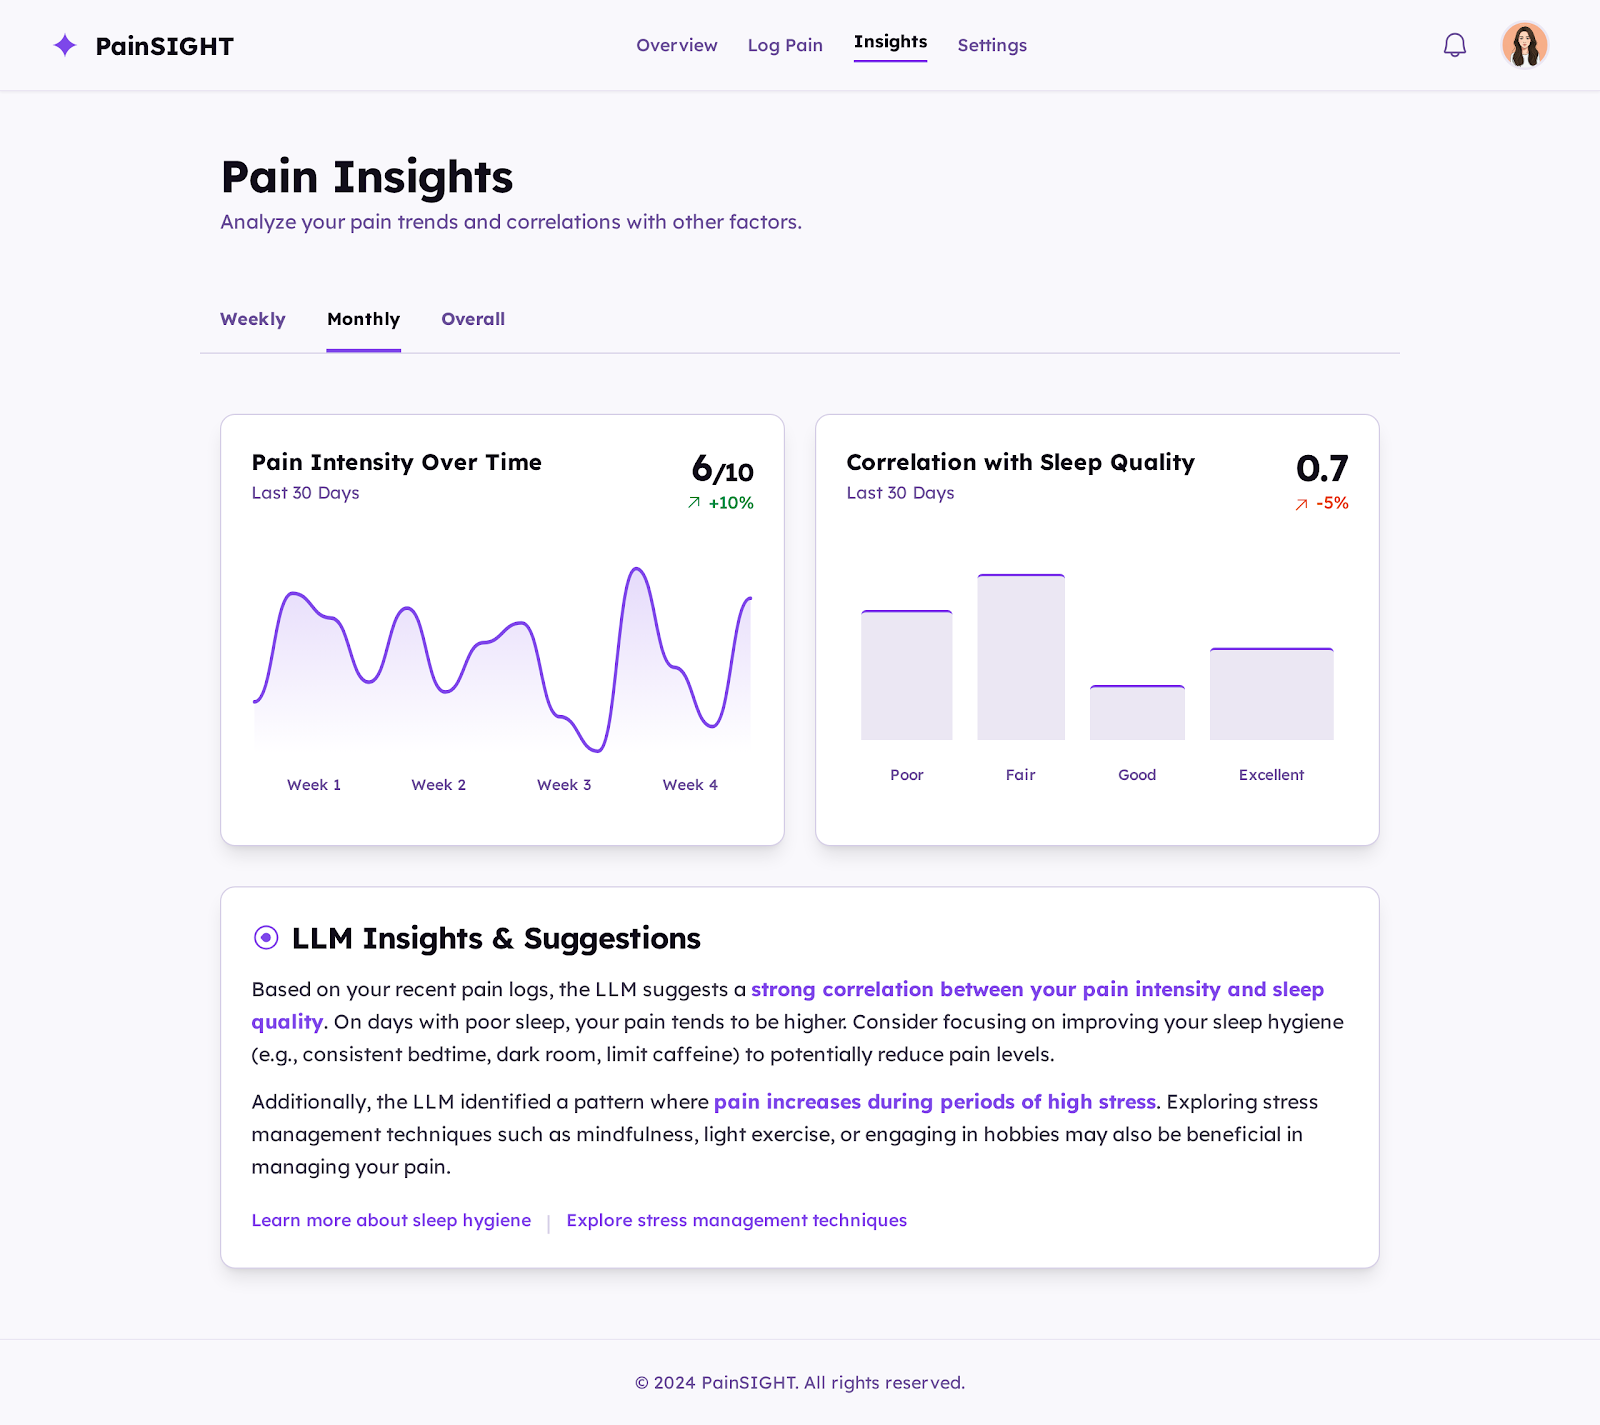 PainSIGHT
Overview
Log Pain
Insights
Settings
Pain Insights
Analyze your pain trends and correlations with other factors.
Weekly
Monthly
Overall
Pain Intensity Over Time
Last 30 Days
6/10
+10%
Week 1
Week 2
Week 3
Week 4
Correlation with Sleep Quality
Last 30 Days
0.7
-5%
Poor
Fair
Good
Excellent
LLM Insights & Suggestions
Based on your recent pain logs, the LLM suggests a strong correlation between your pain intensity and sleep
quality. On days with poor sleep, your pain tends to be higher. Consider focusing on improving your sleep hygiene
(e.g., consistent bedtime, dark room, limit caffeine) to potentially reduce pain levels.
Additionally, the LLM identified a pattern where pain increases during periods of high stress. Exploring stress
management techniques such as mindfulness, light exercise, or engaging in hobbies may also be beneficial in
managing your pain.
Learn more about sleep hygiene | Explore stress management techniques
© 2024 PainSIGHT. All rights reserved.